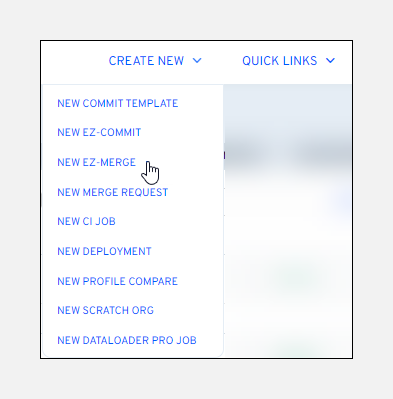 CREATE NEW QUICK LINKS
NEW COMMIT TEMPLATE
NEW EZ-COMMIT
NEW EZ-MERGE
NEW MERGE REQUEST
NEW CI JOB
NEW DEPLOYMENT
NEW PROFILE COMPARE
NEW SCRATCH ORG
NEW DATALOADER PRO JOB